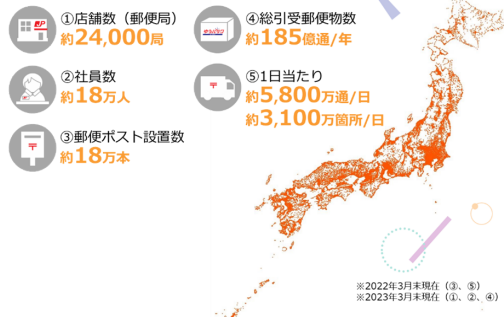 ①店舗数（郵便局）
約24,000局
②社員数
約18万人
③郵便ポスト設置数
約18万本
④総引受郵便物数
約185億通/年
⑤1日当たり
約5,800万通/日
約3,100万箇所/日
※2022年3月末現在（③、⑤）
※2023年3月末現在（①、②、④）